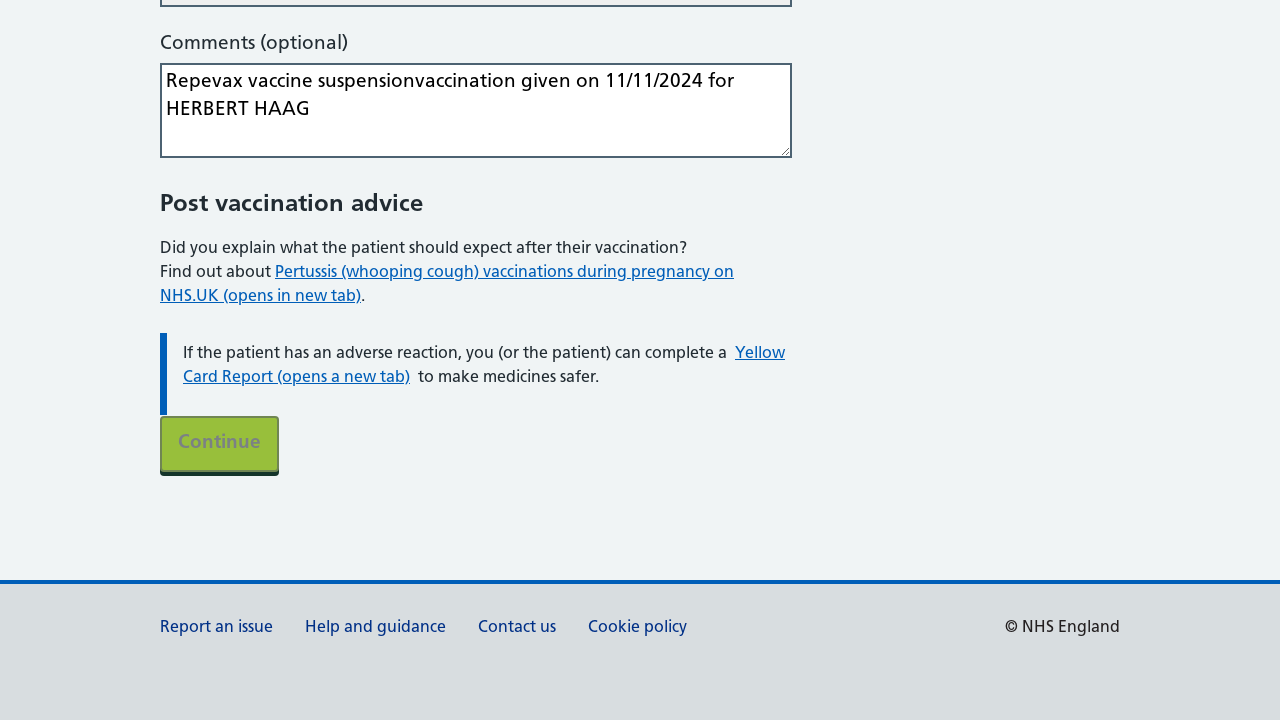 Comments (optional)
Repevax vaccine suspensionvaccination given on 11/11/2024 for
HERBERT HAAG
Post vaccination advice
Did you explain what the patient should expect after their vaccination?
Find out about Pertussis (whooping cough) vaccinations during pregnancy on
NHS.UK (opens in new tab).
If the patient has an adverse reaction, you (or the patient) can complete a Yellow
Card Report (opens a new tab) to make medicines safer.
Continue
Report an issue Help and guidance Contact us Cookie policy © NHS England